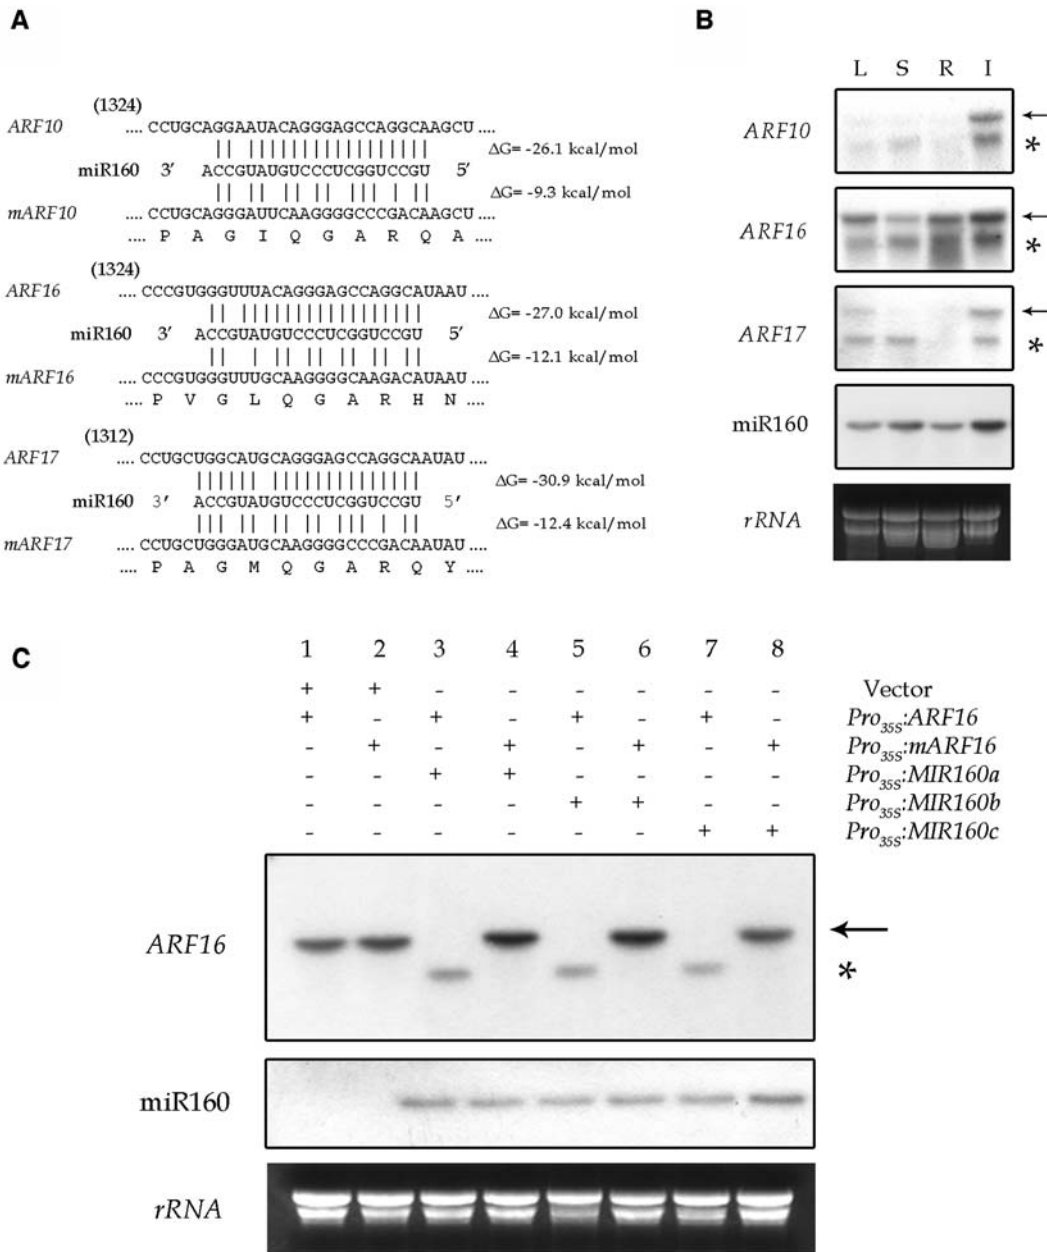 A
(1324)
ARF10 .... CCUGCAGGAAUACAGGGAGCCAGGCAAGCU ....
ΔG= -26.1 kcal/mol
miR160 3′ ACCGUAUGUCCCUCGGUCCGU 5′
ΔG= -9.3 kcal/mol
mARF10 .... CCUGCAGGGAUUCAAGGGGCCCGACAAGCU ....
.... P A G I Q G A R Q A ....
(1324)
ARF16 .... CCCGUGGGUUUACAGGGAGCCAGGCAUAAU ....
ΔG= -27.0 kcal/mol
miR160 3′ ACCGUAUGUCCCUCGGUCCGU 5′
ΔG= -12.1 kcal/mol
mARF16 .... CCCGUGGGUUUGCAAGGGGCAAGACAUAAU ....
.... P V G L Q G A R H N ....
(1312)
ARF17 .... CCUGCUGGCAUGCAGGGAGCCAGGCAAUAU ....
ΔG= -30.9 kcal/mol
miR160 3′ ACCGUAUGUCCCUCGGUCCGU 5′
ΔG= -12.4 kcal/mol
mARF17 .... CCUGCUGGGAUGCAAGGGGCCCGACAAUAU ....
.... P A G M Q G A R Q Y ....
B
L S R I
ARF10 *
ARF16 *
ARF17 *
miR160
rRNA
C
1 2 3 4 5 6 7 8
+ + - - - - - - Vector
+ - + - + - + - Pro35S:ARF16
- + - + - + - + Pro35S:mARF16
- - + + - - - - Pro35S:MIR160a
- - - - + + - - Pro35S:MIR160b
- - - - - - + + Pro35S:MIR160c
ARF16
*
miR160
rRNA